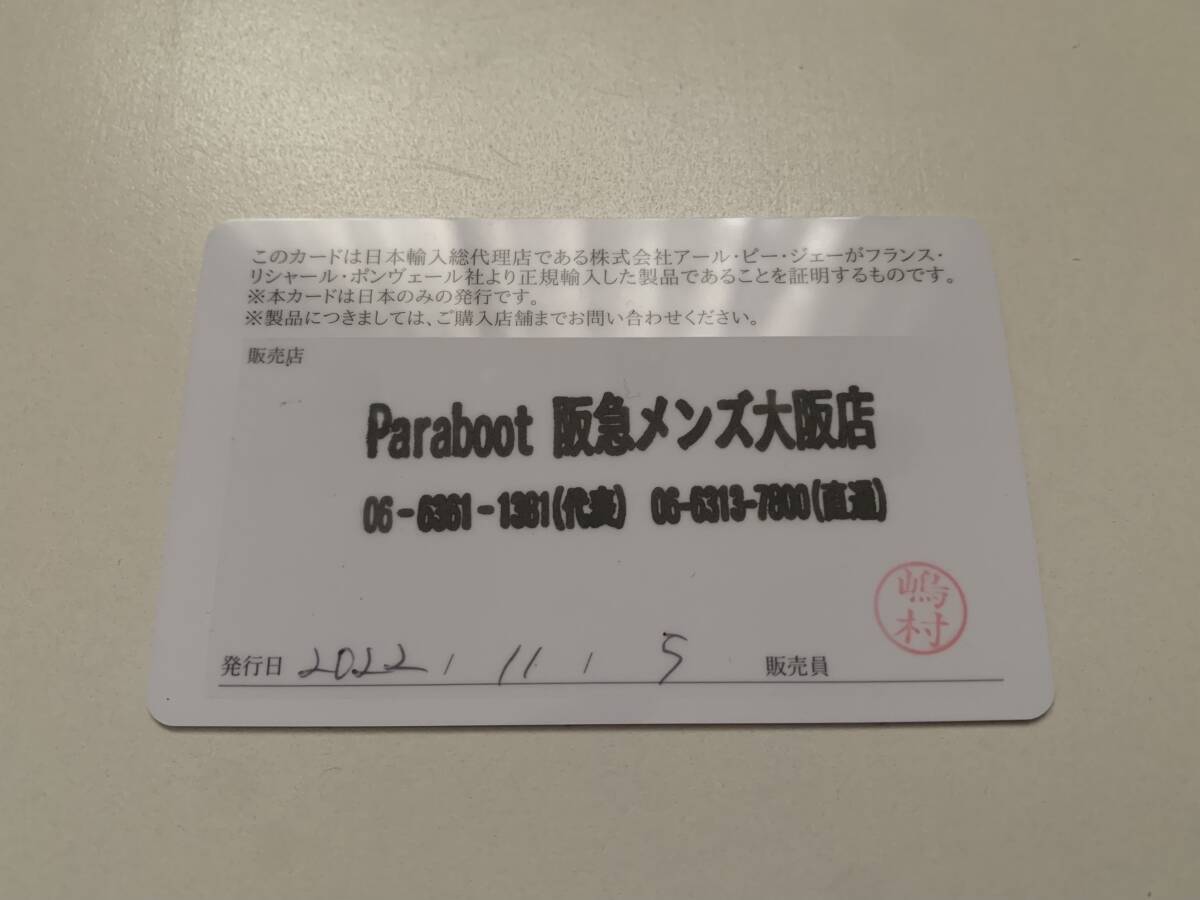 このカードは日本輸入総代理店である株式会社アール・ピー・ジェーがフランス・
リシャール・ポンヴェール社より正規輸入した製品であることを証明するものです。
※本カードは日本のみの発行です。
※製品につきましては、ご購入店舗までお問い合わせください。
販売店
Paraboot 阪急メンズ大阪店
06-6361-1381(代表) 06-6313-7800(直通)
嶋村
発行日 2022 / 11 / 5 販売員